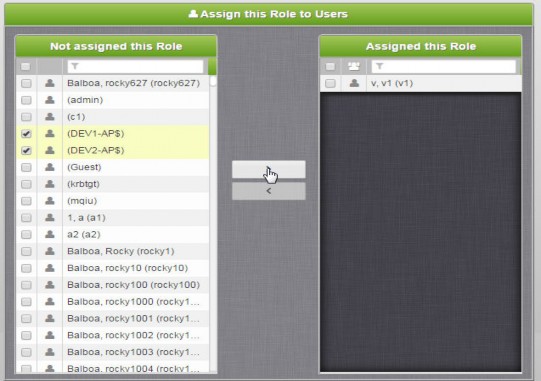 Assign this Role to Users
Not assigned this Role
Balboa, rocky627 (rocky627)
(admin)
(c1)
(DEV1-AP$)
(DEV2-AP$)
(Guest)
(krbtgt)
(mqiu)
1, a (a1)
a2 (a2)
Balboa, Rocky (rocky1)
Balboa, rocky10 (rocky10)
Balboa, rocky100 (rocky100)
Balboa, rocky1000 (rocky1...
Balboa, rocky1001 (rocky1...
Balboa, rocky1002 (rocky1...
Balboa, rocky1003 (rocky1...
Balboa, rocky1004 (rocky1...
<
Assigned this Role
v, v1 (v1)